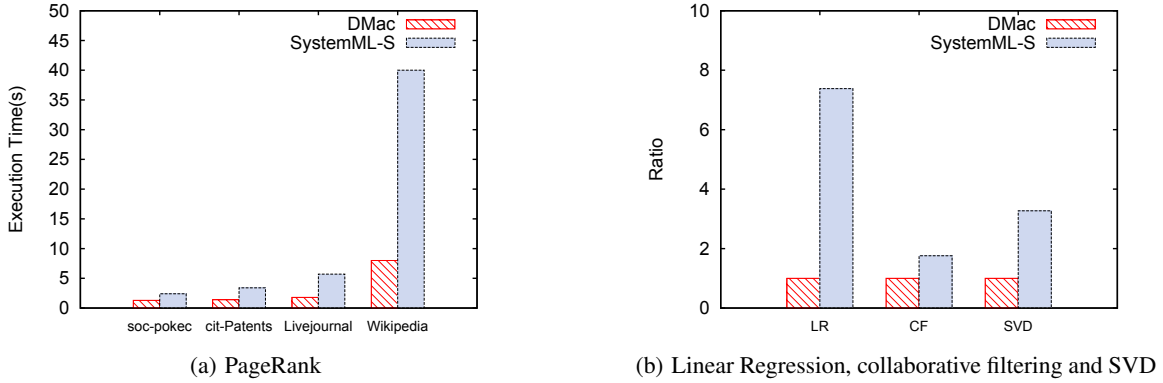 50
45
40
35
30
25
20
15
10
5
0
Execution Time(s)
DMac
SystemML-S
soc-pokec cit-Patents Livejournal Wikipedia
(a) PageRank
10
8
6
4
2
0
Ratio
DMac
SystemML-S
LR CF SVD
(b) Linear Regression, collaborative filtering and SVD